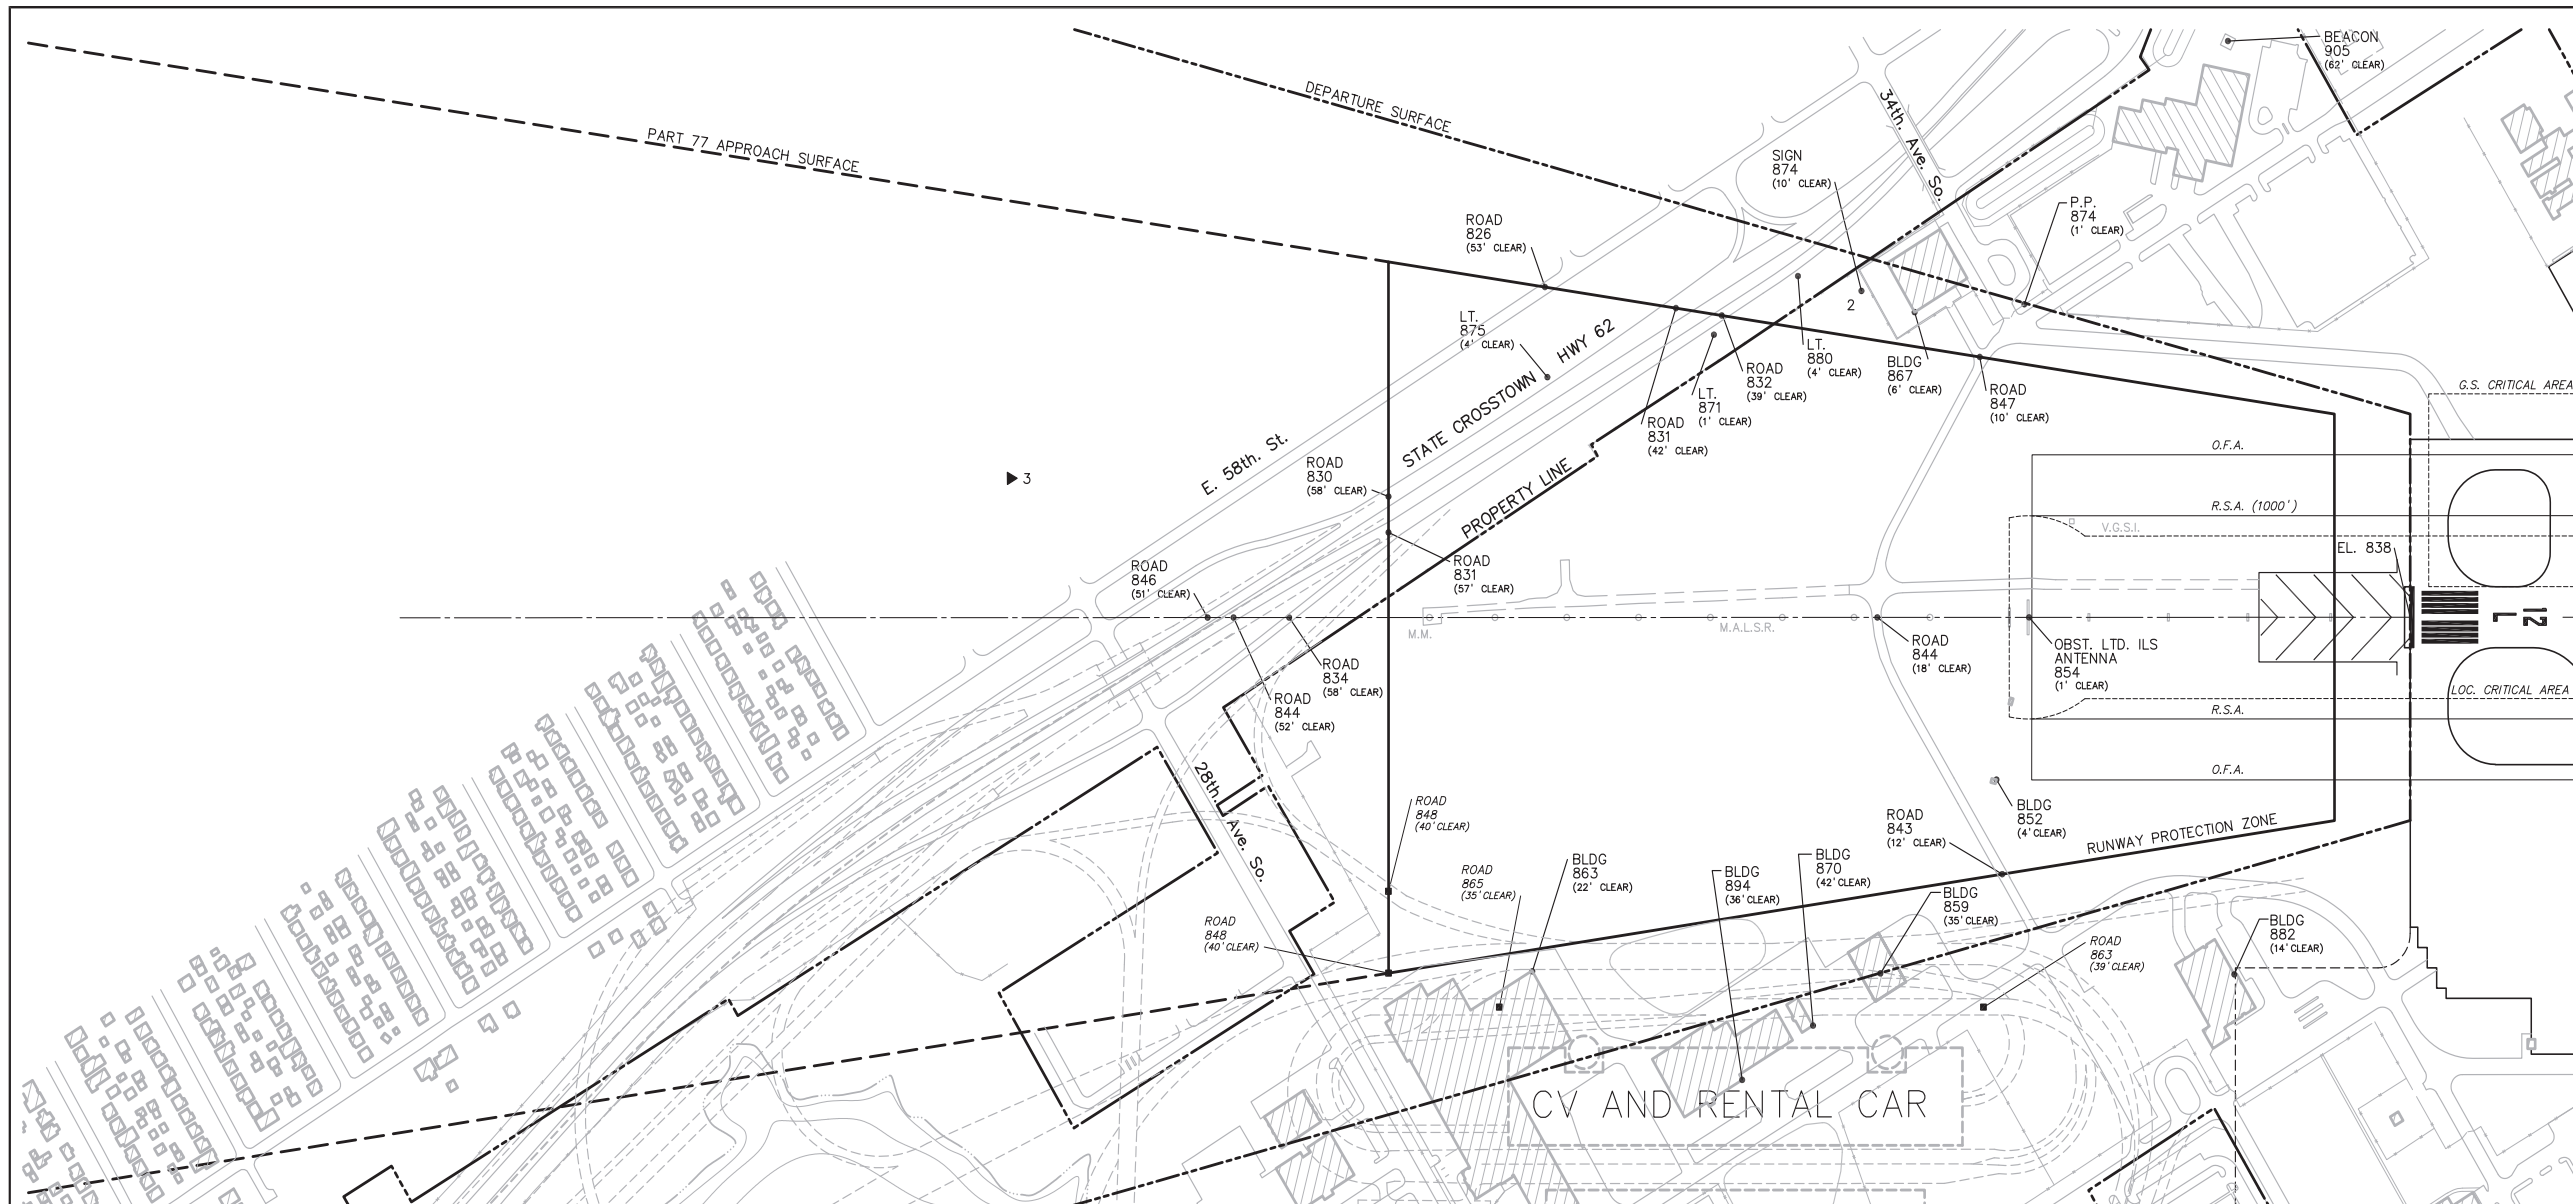 BEACON
905
(62' CLEAR)
DEPARTURE SURFACE
PART 77 APPROACH SURFACE
34th. Ave. So.
SIGN
874
(10' CLEAR)
P.P.
874
(1' CLEAR)
ROAD
826
(53' CLEAR)
LT.
875
(4' CLEAR)
STATE CROSSTOWN HWY 62
2
LT.
880
(4' CLEAR)
BLDG
867
(6' CLEAR)
ROAD
832
(39' CLEAR)
LT.
871
(1' CLEAR)
ROAD
847
(10' CLEAR)
ROAD
831
(42' CLEAR)
G.S. CRITICAL AREA
O.F.A.
E. 58th. St.
ROAD
830
(58' CLEAR)
PROPERTY LINE
3
R.S.A. (1000')
V.G.S.I.
EL. 838
ROAD
846
(51' CLEAR)
ROAD
831
(57' CLEAR)
M.M.
M.A.L.S.R.
12
L
ROAD
844
(18' CLEAR)
OBST. LTD. ILS
ANTENNA
854
(1' CLEAR)
ROAD
834
(58' CLEAR)
ROAD
844
(52' CLEAR)
LOC. CRITICAL AREA
R.S.A.
O.F.A.
28th. Ave. So.
ROAD
848
(40'CLEAR)
BLDG
852
(4'CLEAR)
ROAD
843
(12' CLEAR)
RUNWAY PROTECTION ZONE
ROAD
865
(35'CLEAR)
BLDG
863
(22' CLEAR)
BLDG
894
(36'CLEAR)
BLDG
870
(42'CLEAR)
BLDG
859
(35'CLEAR)
ROAD
848
(40'CLEAR)
BLDG
882
(14'CLEAR)
ROAD
863
(39'CLEAR)
CV AND RENTAL CAR